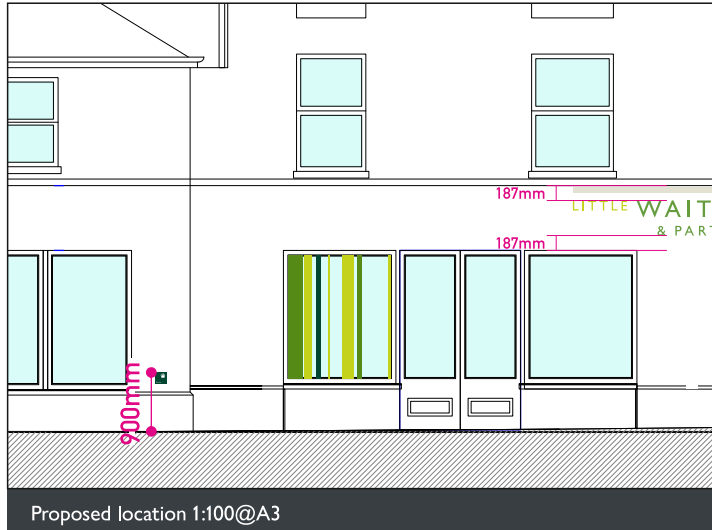 187mm
LITTLE WAIT
& PART
187mm
900mm
Proposed location 1:100@A3